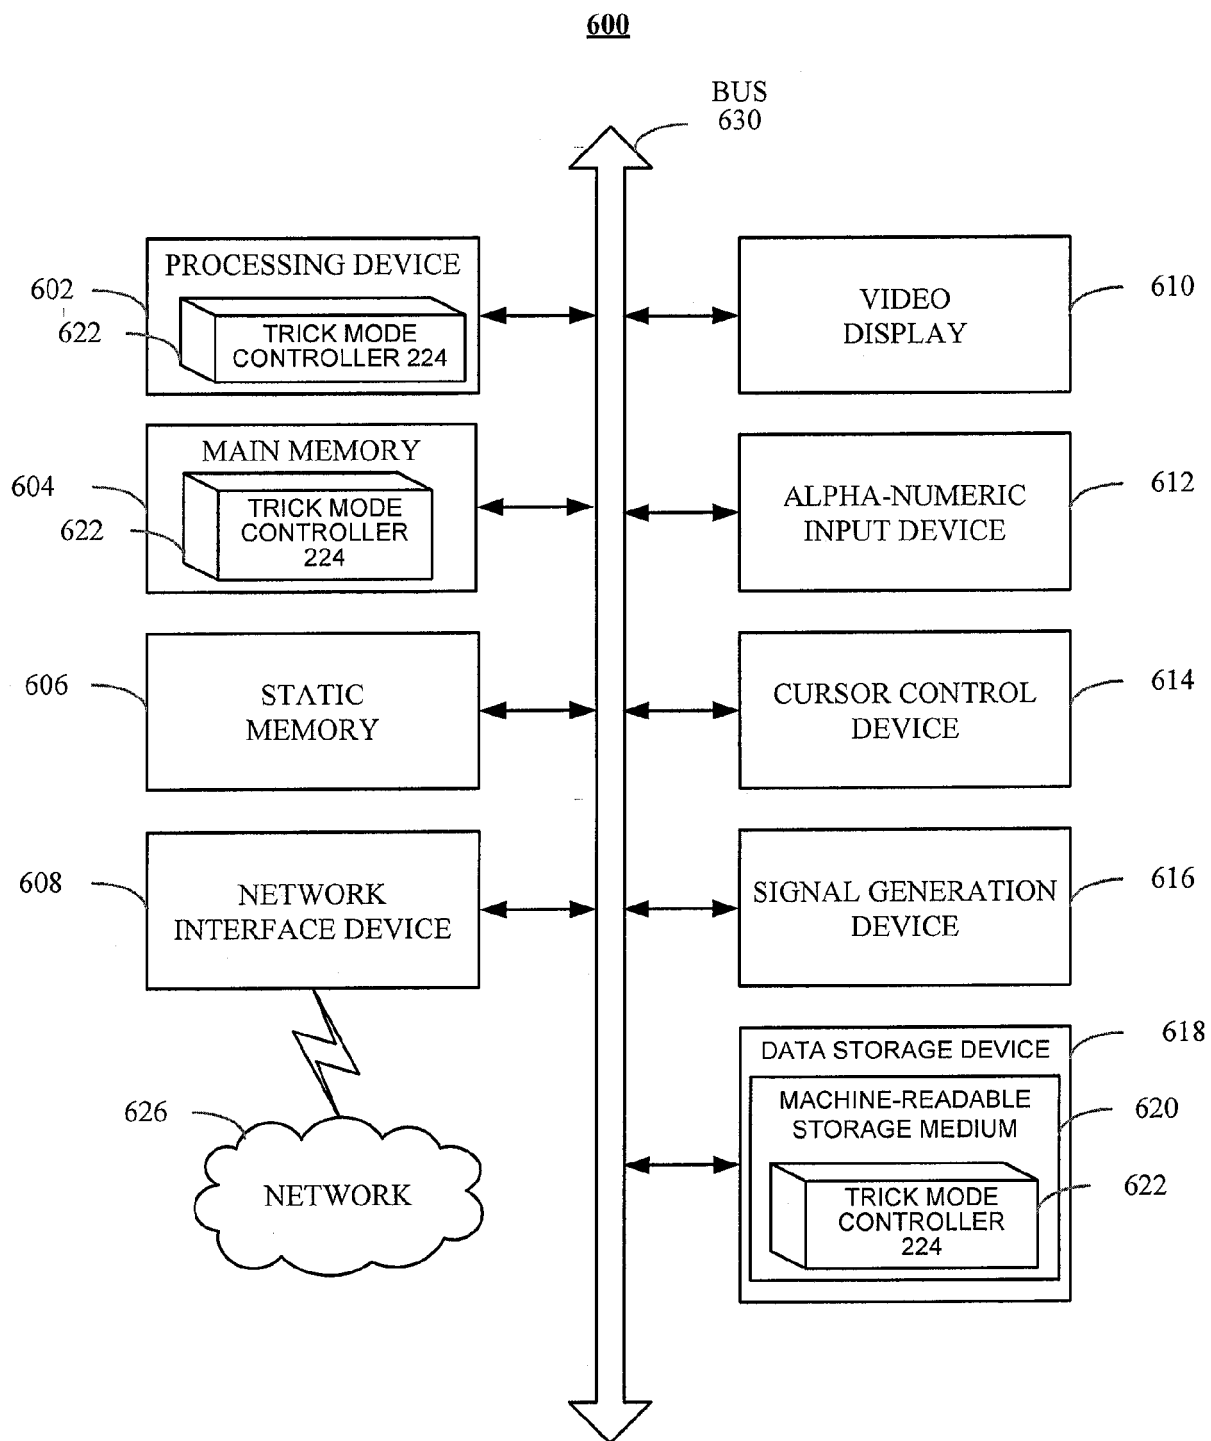 600
BUS
630
PROCESSING DEVICE
602
622
TRICK MODE
CONTROLLER 224
VIDEO
DISPLAY
610
MAIN MEMORY
604
622
TRICK MODE
CONTROLLER
224
ALPHA-NUMERIC
INPUT DEVICE
612
606
STATIC
MEMORY
CURSOR CONTROL
DEVICE
614
608
NETWORK
INTERFACE DEVICE
SIGNAL GENERATION
DEVICE
616
626
NETWORK
DATA STORAGE DEVICE
618
MACHINE-READABLE
STORAGE MEDIUM
620
TRICK MODE
CONTROLLER
224
622